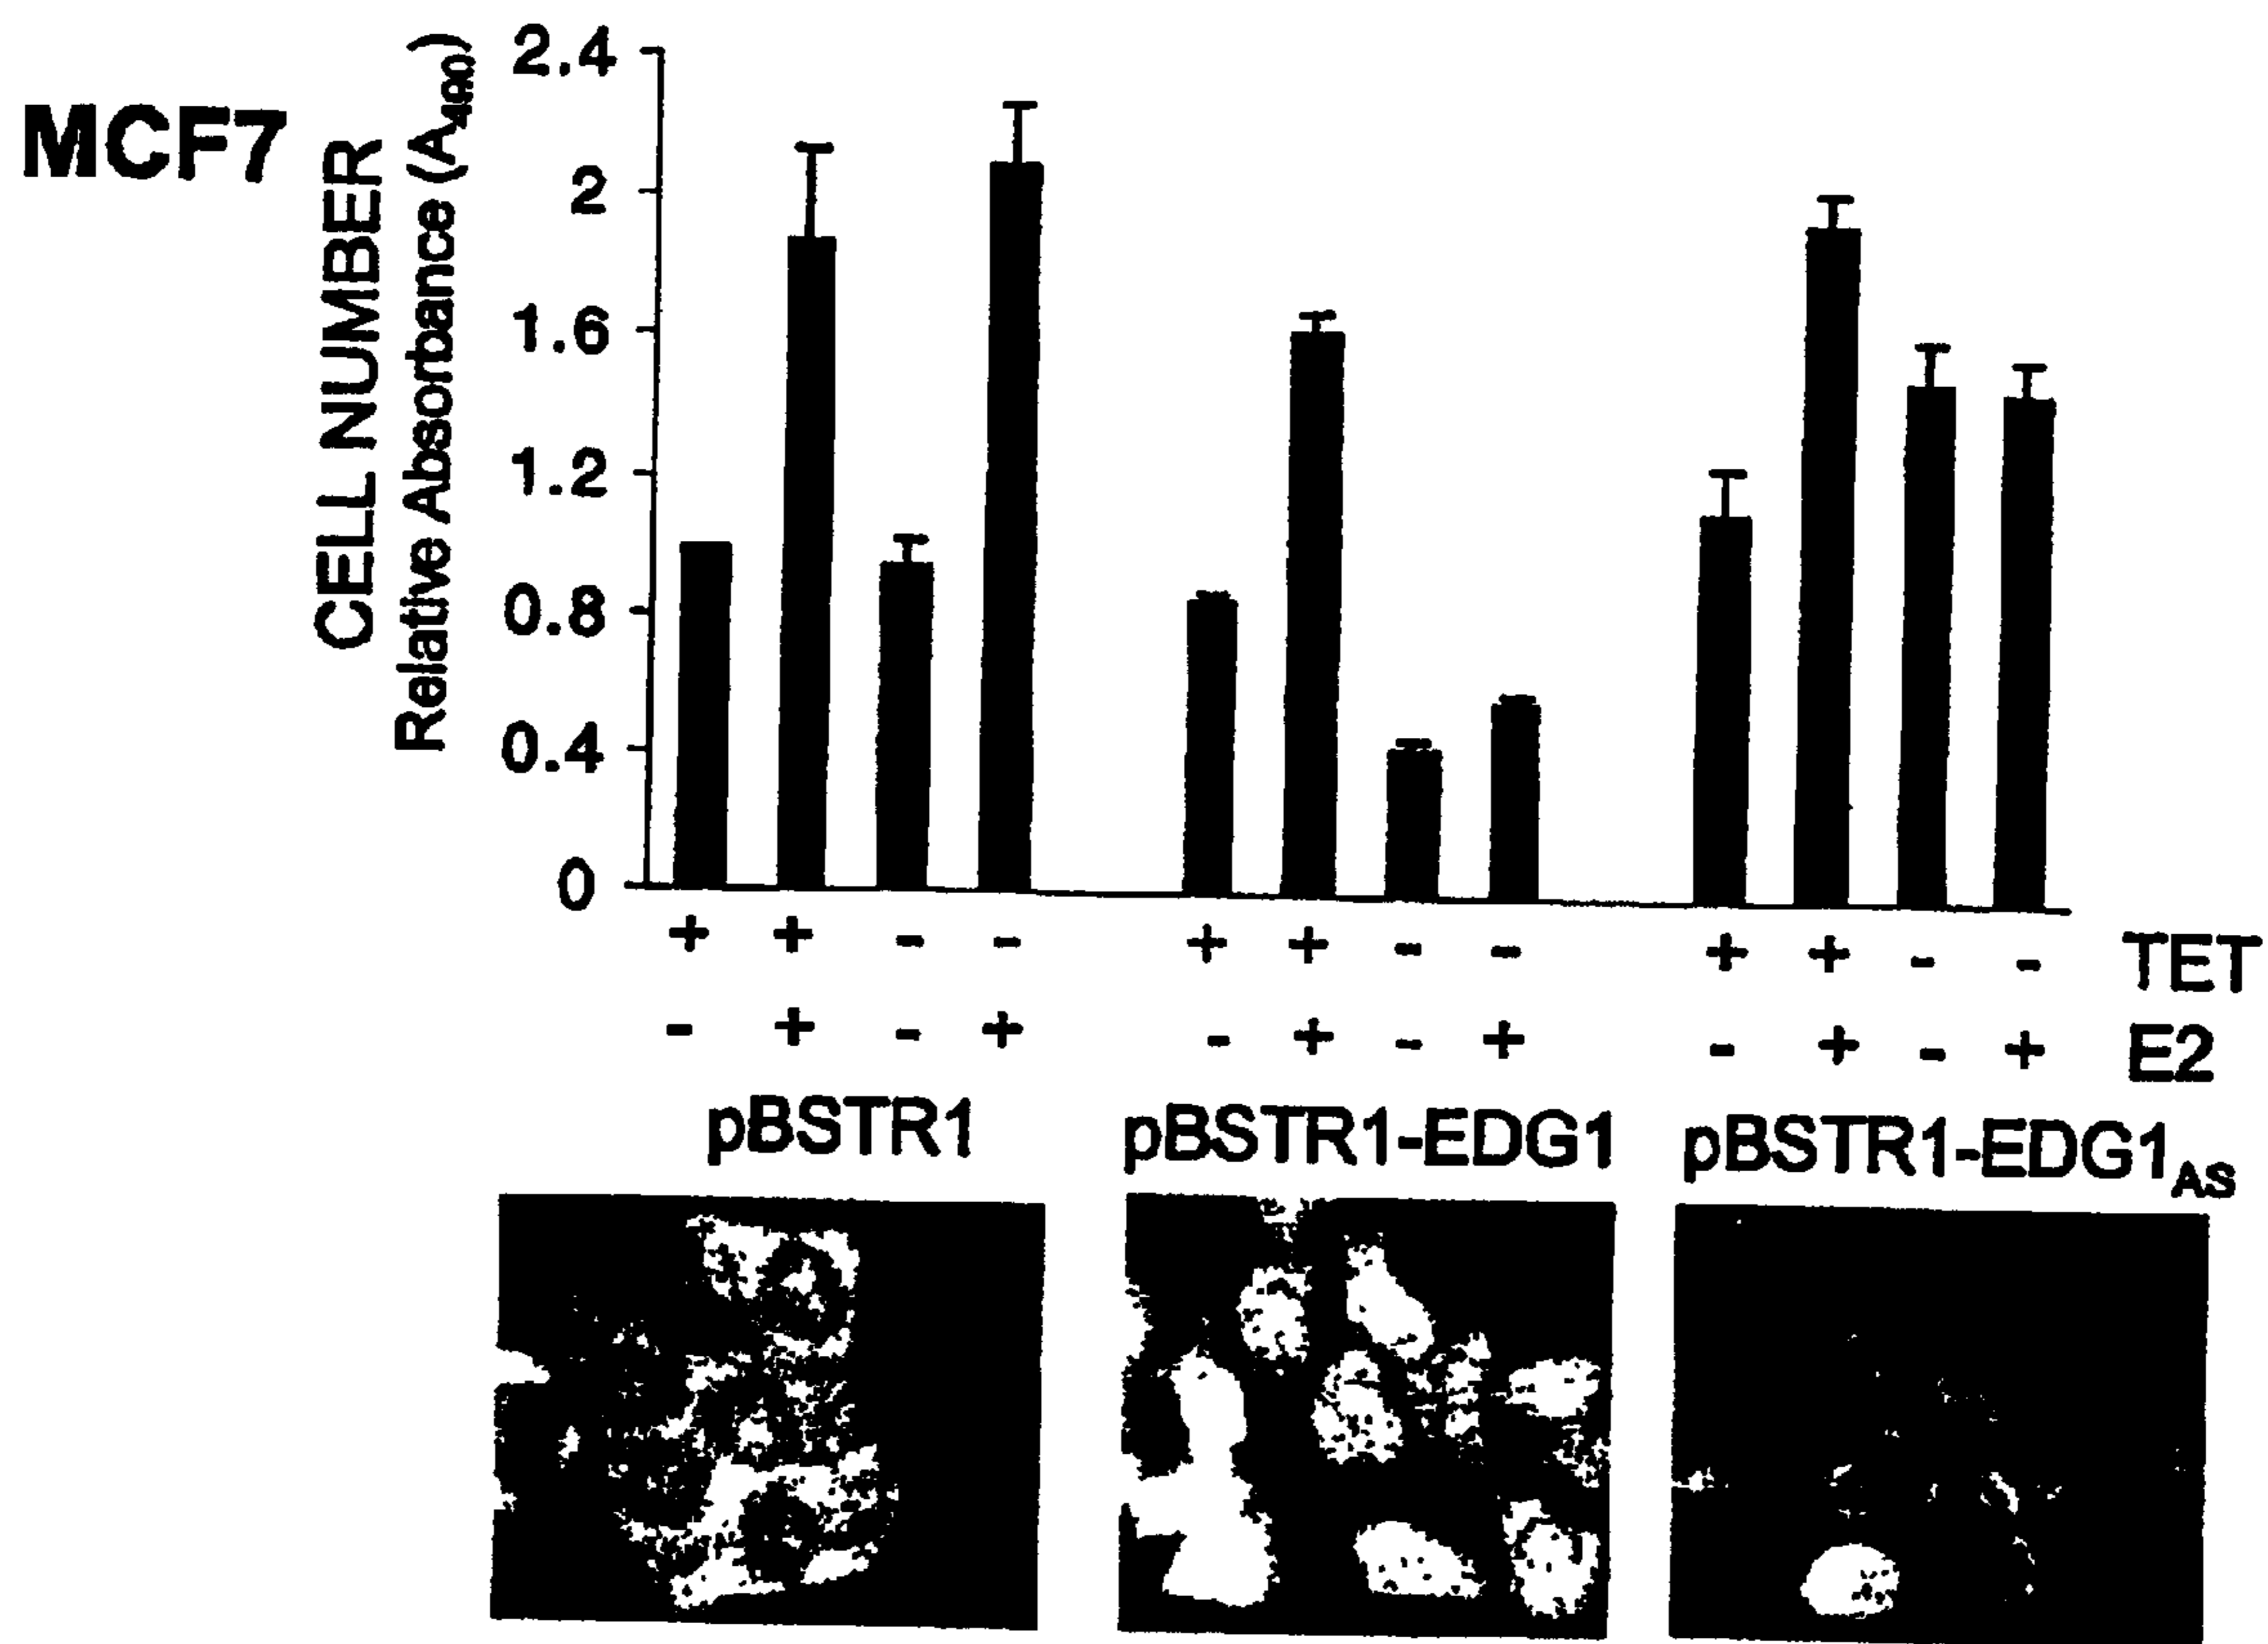 MCF7
CELL NUMBER
Relative Absorbance (A490)
2.4
2
1.6
1.2
0.8
0.4
0
+ + - - + + - - + + - - TET
- + - + - + - + - + - + E2
pBSTR1 pBSTR1-EDG1 pBSTR1-EDG1AS